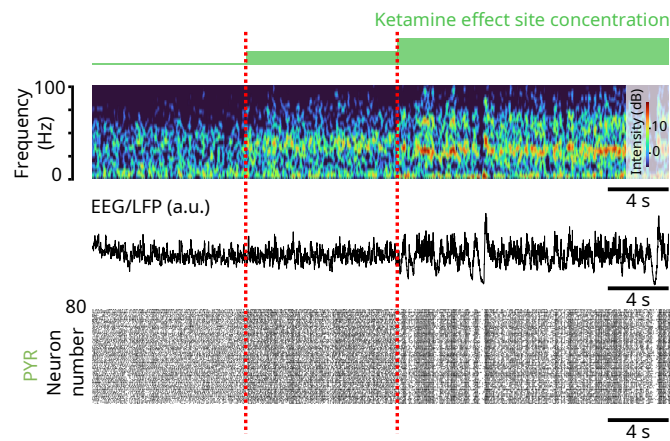 Ketamine effect site concentration
100
Frequency
(Hz)
0
Intensity (dB)
10
0
4 s
EEG/LFP (a.u.)
4 s
80
PYR
Neuron
number
4 s